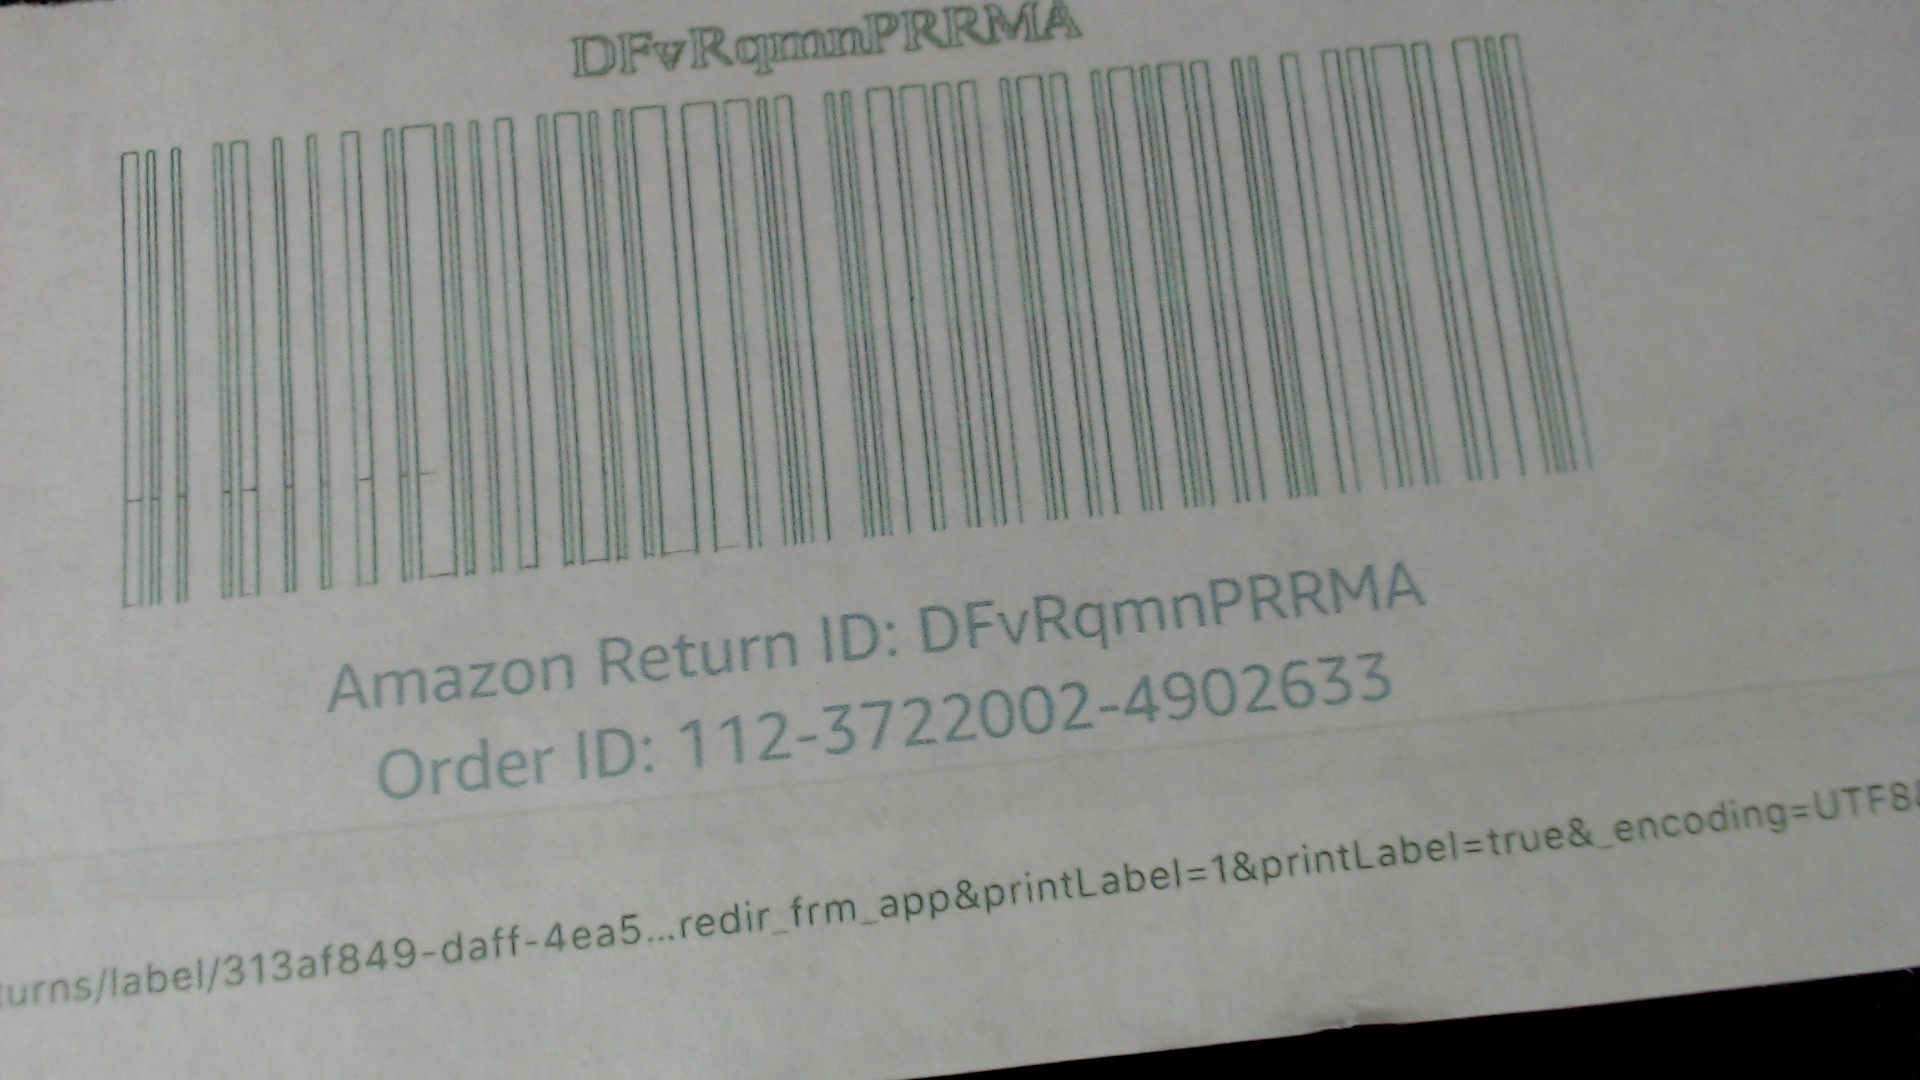 DFvRqmnPRRMA
Amazon Return ID: DFvRqmnPRRMA
Order ID: 112-3722002-4902633
urns/label/313af849-daff-4ea5...redir_frm_app&printLabel=1&printLabel=true&_encoding=UTF8&